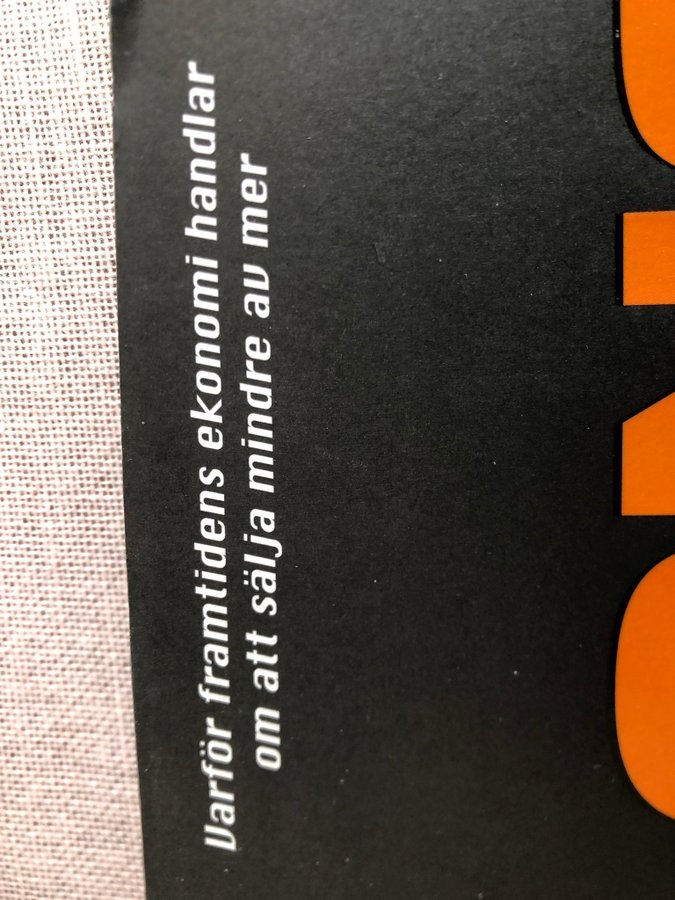 Varför framtidens ekonomi handlar
om att sälja mindre av mer